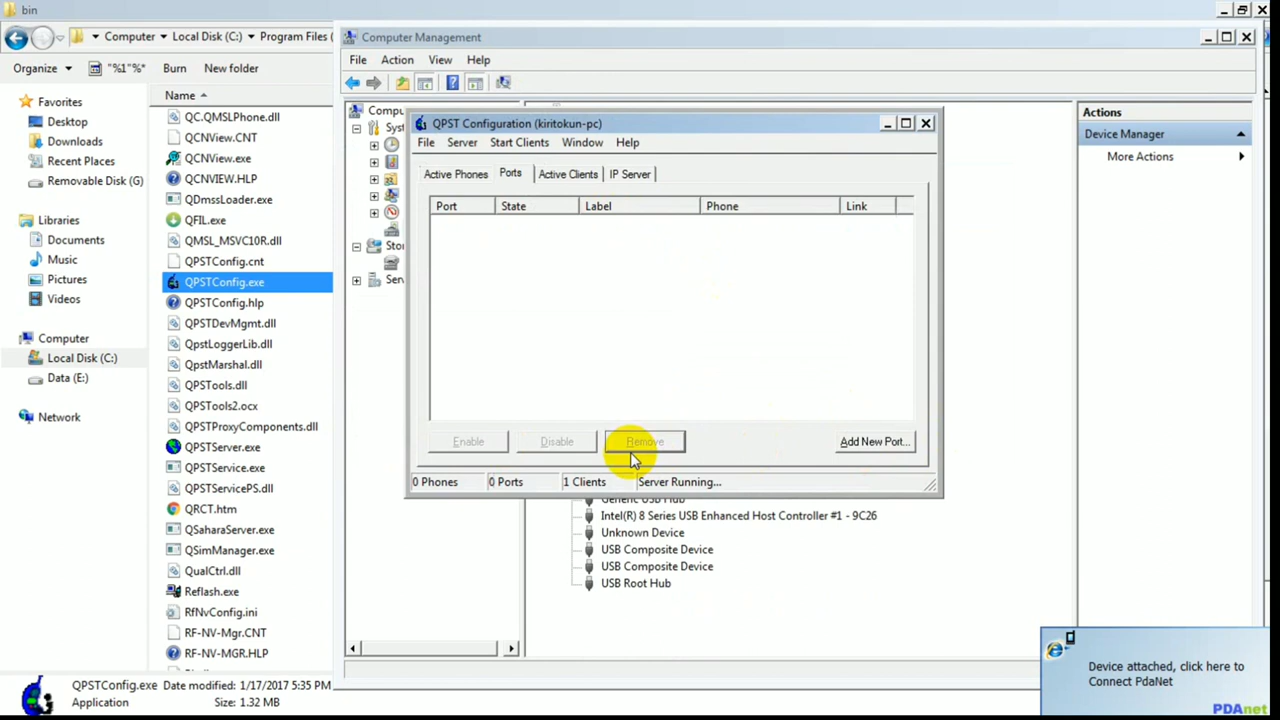 bin
Computer
Local Disk (C:)
Program Files (
Organize
"%1"%*
Burn
New folder
Favorites
Desktop
Downloads
Recent Places
Removable Disk (G)
Libraries
Documents
Music
Pictures
Videos
Computer
Local Disk (C:)
Data (E:)
Network
Name
QC.QMSLPhone.dll
QCNView.CNT
QCNView.exe
QCNVIEW.HLP
QDmssLoader.exe
QFIL.exe
QMSL_MSVC10R.dll
QPSTConfig.cnt
QPSTConfig.exe
QPSTConfig.hlp
QPSTDevMgmt.dll
QpstLoggerLib.dll
QpstMarshal.dll
QPSTools.dll
QPSTools2.ocx
QPSTProxyComponents.dll
QPSTServer.exe
QPSTService.exe
QPSTServicePS.dll
QRCT.htm
QSaharaServer.exe
QSimManager.exe
QualCtrl.dll
Reflash.exe
RfNvConfig.ini
RF-NV-Mgr.CNT
RF-NV-MGR.HLP
QPSTConfig.exe Date modified: 1/17/2017 5:35 PM
Application Size: 1.32 MB
Computer Management
File Action View Help
Compu
Syst
Stor
Serv
QPST Configuration (kiritokun-pc)
File Server Start Clients Window Help
Active Phones Ports Active Clients IP Server
Port State Label Phone Link
Enable Disable Remove Add New Port...
0 Phones 0 Ports 1 Clients Server Running...
Generic USB Hub
Intel(R) 8 Series USB Enhanced Host Controller #1 - 9C26
Unknown Device
USB Composite Device
USB Composite Device
USB Root Hub
Actions
Device Manager
More Actions
Device attached, click here to
Connect PdaNet
PDAnet